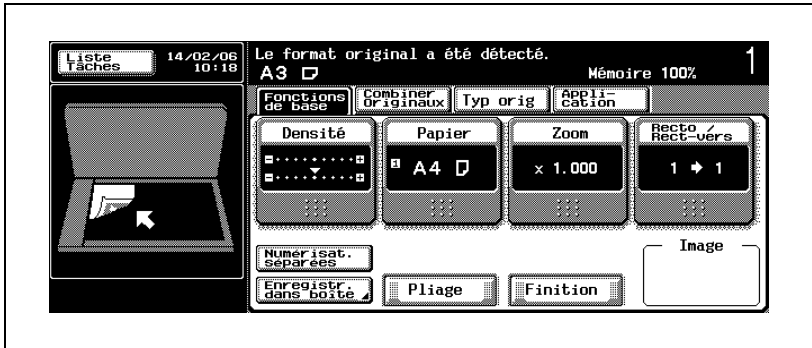 Liste
Tâches
14/02/06
10:18
Le format original a été détecté.
A3
Mémoire 100%
1
Fonctions
de base
Combiner
Originaux
Typ orig
Appli-
cation
Densité
Papier
Zoom
Recto /
Rect-vers
1 A4
× 1.000
1 → 1
Numérisat.
séparées
Image
Enregistr.
dans boîte
Pliage
Finition